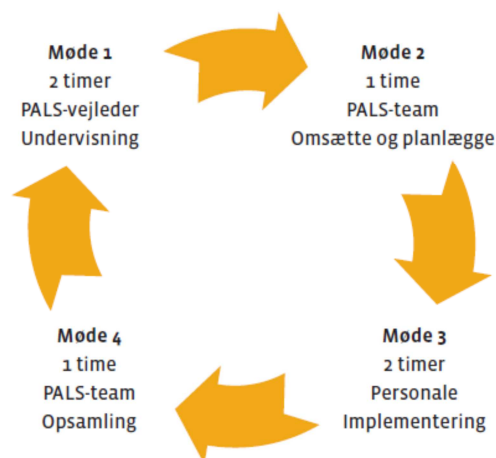 Møde 1
2 timer
PALS-vejleder
Undervisning
Møde 2
1 time
PALS-team
Omsætte og planlægge
Møde 3
2 timer
Personale
Implementering
Møde 4
1 time
PALS-team
Opsamling